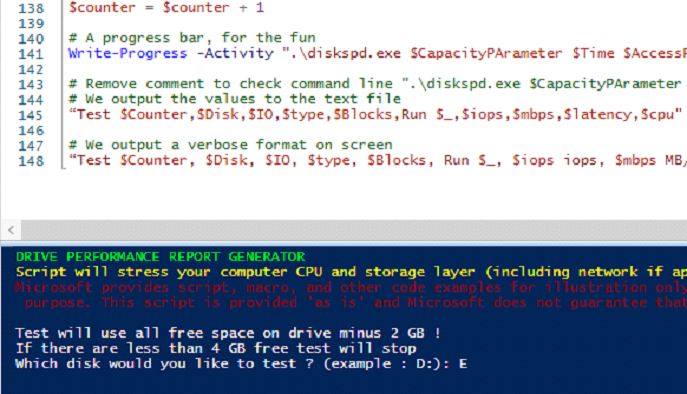 138 $counter = $counter + 1
139
140 # A progress bar, for the fun
141 Write-Progress -Activity ".\diskspd.exe $CapacityPArameter $Time $AccessP
142
143 # Remove comment to check command line ".\diskspd.exe $CapacityPArameter
144 # We output the values to the text file
145 “Test $Counter,$Disk,$IO,$type,$Blocks,Run $_,$iops,$mbps,$latency,$cpu"
146
147 # We output a verbose format on screen
148 “Test $Counter, $Disk, $IO, $type, $Blocks, Run $_, $iops iops, $mbps MB/
DRIVE PERFORMANCE REPORT GENERATOR
Script will stress your computer CPU and storage layer (including network if ap
Microsoft provides script, macro, and other code examples for illustration only
purpose. This script is provided 'as is' and Microsoft does not guarantee that
Test will use all free space on drive minus 2 GB !
If there are less than 4 GB free test will stop
Which disk would you like to test ? (example : D:): E